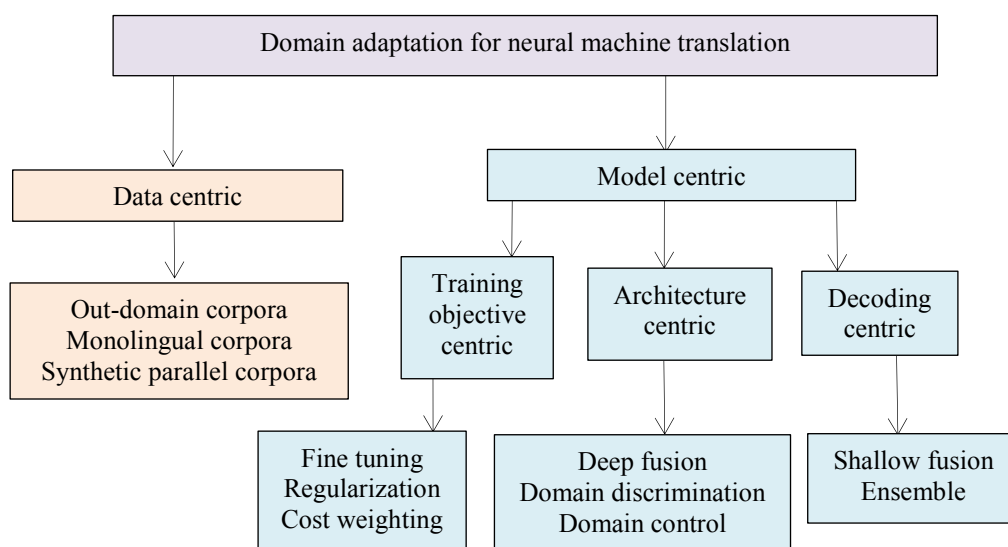 Domain adaptation for neural machine translation
Data centric
Model centric
Out-domain corpora
Monolingual corpora
Synthetic parallel corpora
Training
objective
centric
Architecture
centric
Decoding
centric
Fine tuning
Regularization
Cost weighting
Deep fusion
Domain discrimination
Domain control
Shallow fusion
Ensemble